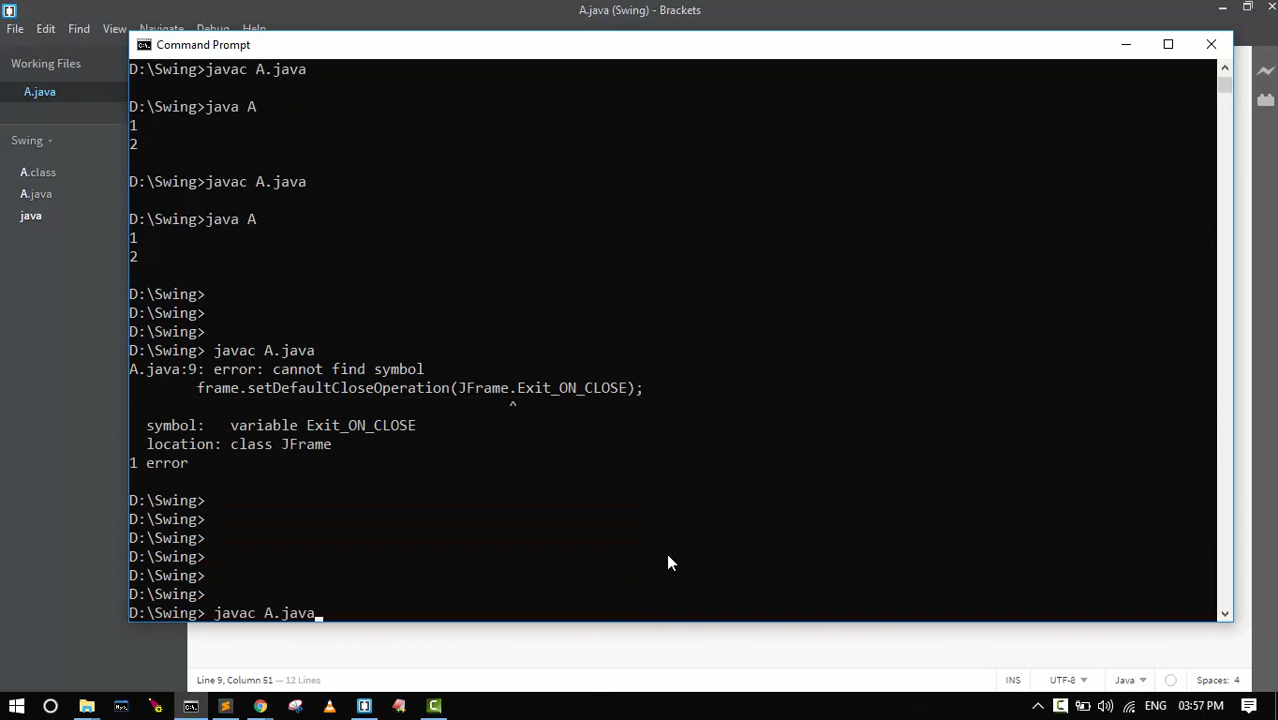 A.java (Swing) - Brackets
File Edit Find View Navigate Debug Help
Working Files
A.java
Swing
A.class
A.java
java
Command Prompt
D:\Swing>javac A.java
D:\Swing>java A
1
2
D:\Swing>javac A.java
D:\Swing>java A
1
2
D:\Swing>
D:\Swing>
D:\Swing>
D:\Swing> javac A.java
A.java:9: error: cannot find symbol
frame.setDefaultCloseOperation(JFrame.Exit_ON_CLOSE);
^
symbol: variable Exit_ON_CLOSE
location: class JFrame
1 error
D:\Swing>
D:\Swing>
D:\Swing>
D:\Swing>
D:\Swing>
D:\Swing>
D:\Swing> javac A.java
Line 9, Column 51 — 12 Lines
INS UTF-8 Java Spaces: 4
ENG 03:57 PM